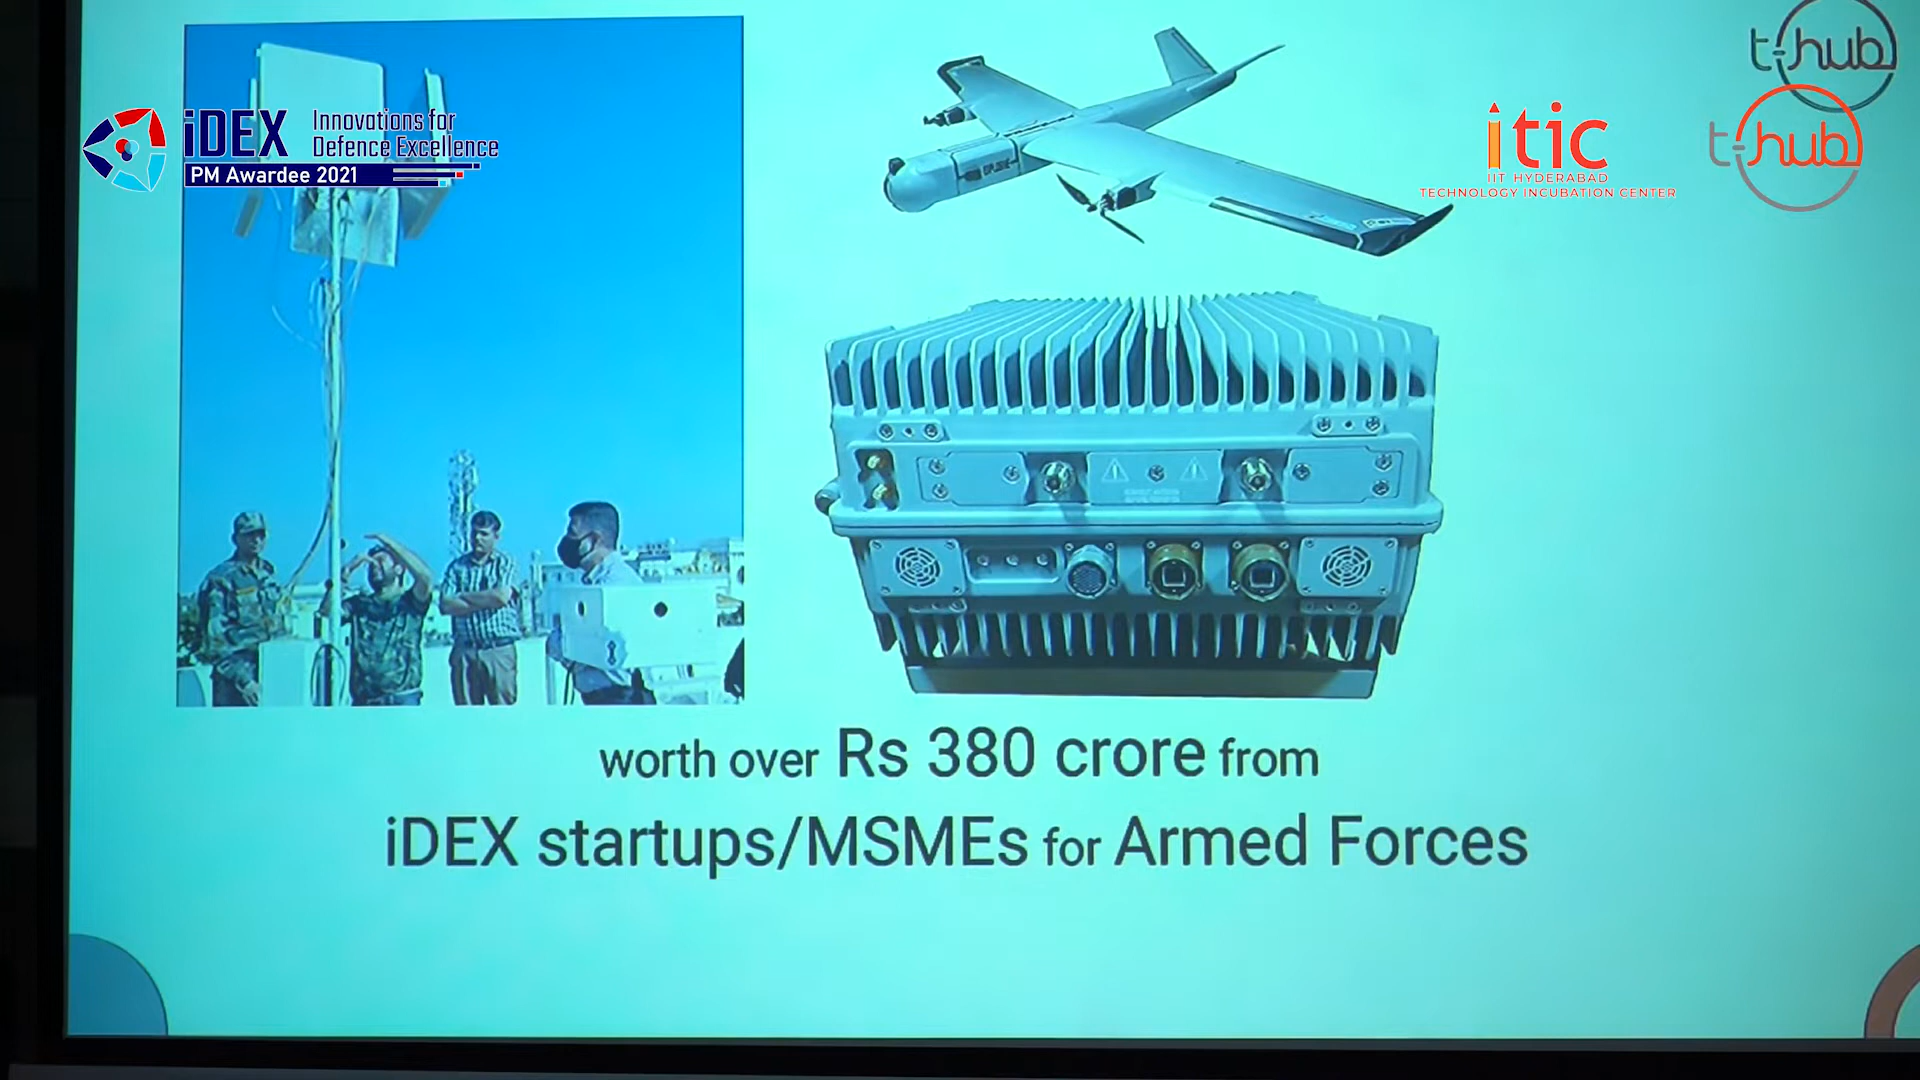 iDEX
Innovations for
Defence Excellence
PM Awardee 2021
itic
IIT HYDERABAD
TECHNOLOGY INCUBATION CENTER
t-hub
t-hub
worth over Rs 380 crore from
iDEX startups/MSMEs for Armed Forces